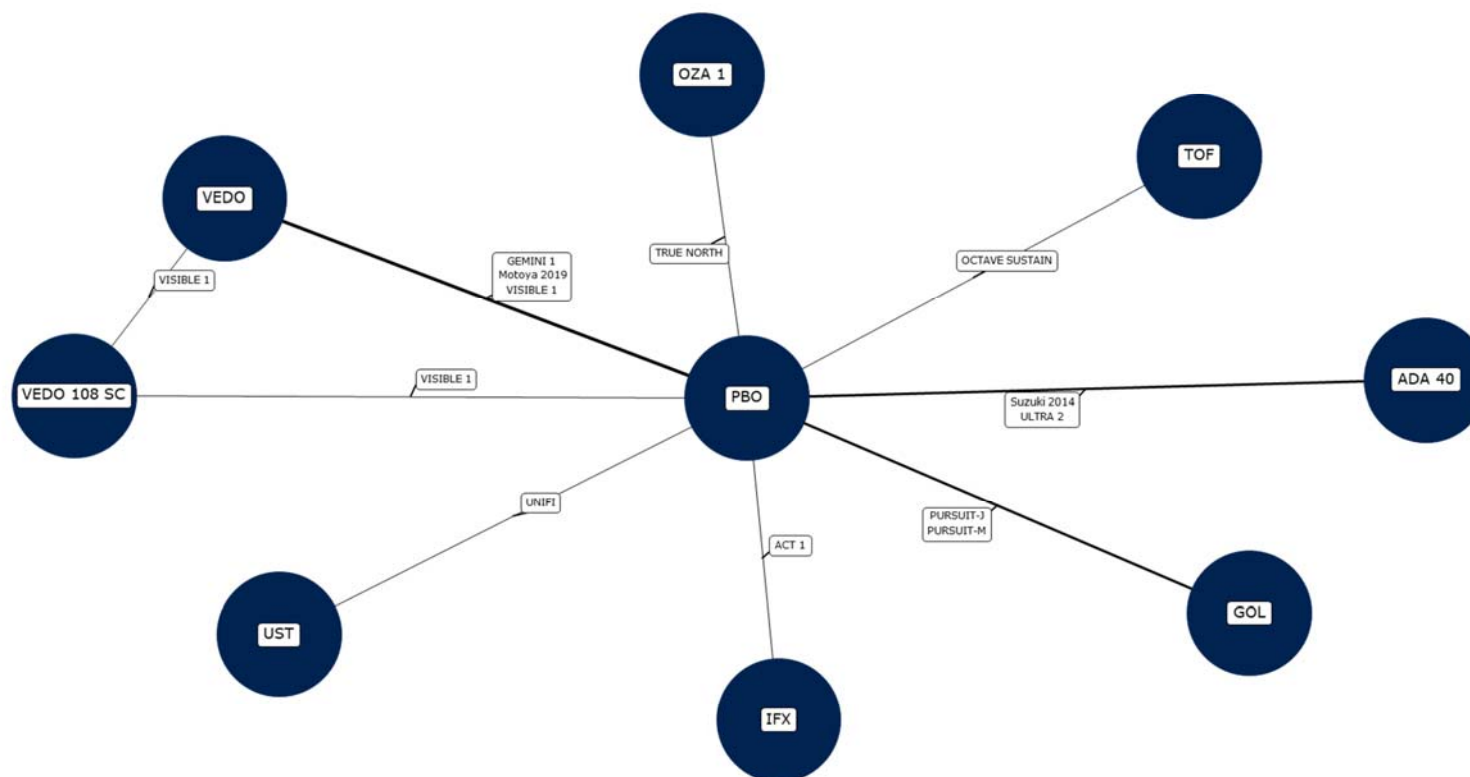 OZA 1
TOF
VEDO
TRUE NORTH
GEMINI 1
Motoya 2019
VISIBLE 1
OCTAVE SUSTAIN
VISIBLE 1
VISIBLE 1
VEDO 108 SC
PBO
ADA 40
Suzuki 2014
ULTRA 2
UNIFI
PURSUIT-J
PURSUIT-M
ACT 1
UST
GOL
IFX